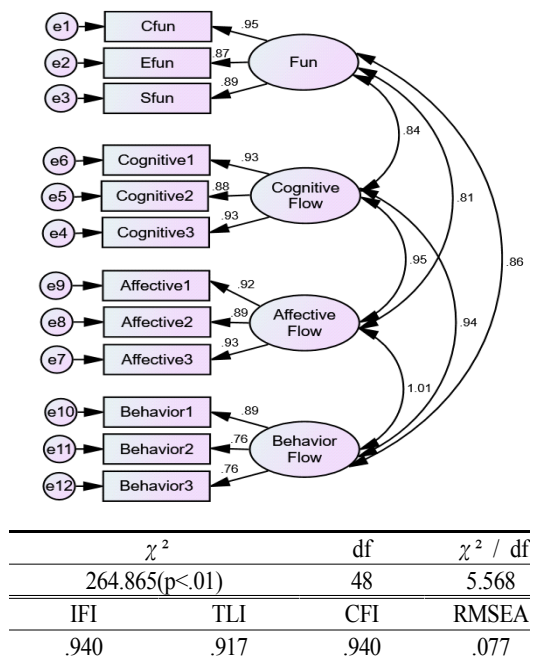 e1 Cfun .95
e2 Efun .87 Fun
e3 Sfun .89
.84
e6 Cognitive1 .93
e5 Cognitive2 .88 Cognitive Flow
e4 Cognitive3 .93
.81
.95
.86
e9 Affective1 .92
e8 Affective2 .89 Affective Flow
e7 Affective3 .93
.94
1.01
e10 Behavior1 .89
e11 Behavior2 .76 Behavior Flow
e12 Behavior3 .76
χ² df χ² / df
264.865(p<.01) 48 5.568
IFI TLI CFI RMSEA
.940 .917 .940 .077